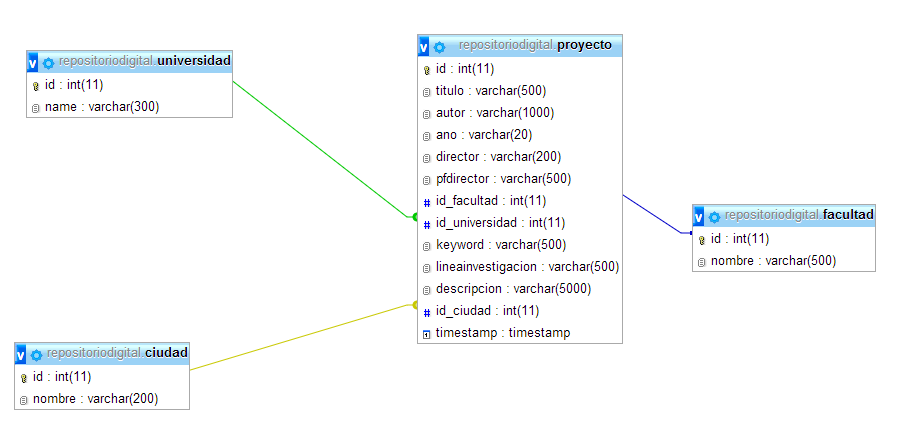 repositoriodigital.universidad
id : int(11)
name : varchar(300)
repositoriodigital.proyecto
id : int(11)
titulo : varchar(500)
autor : varchar(1000)
ano : varchar(20)
director : varchar(200)
pfdirector : varchar(500)
# id_facultad : int(11)
# id_universidad : int(11)
keyword : varchar(500)
lineainvestigacion : varchar(500)
descripcion : varchar(5000)
# id_ciudad : int(11)
timestamp : timestamp
v repositoriodigital.facultad
id : int(11)
nombre : varchar(500)
repositoriodigital.ciudad
id : int(11)
nombre : varchar(200)